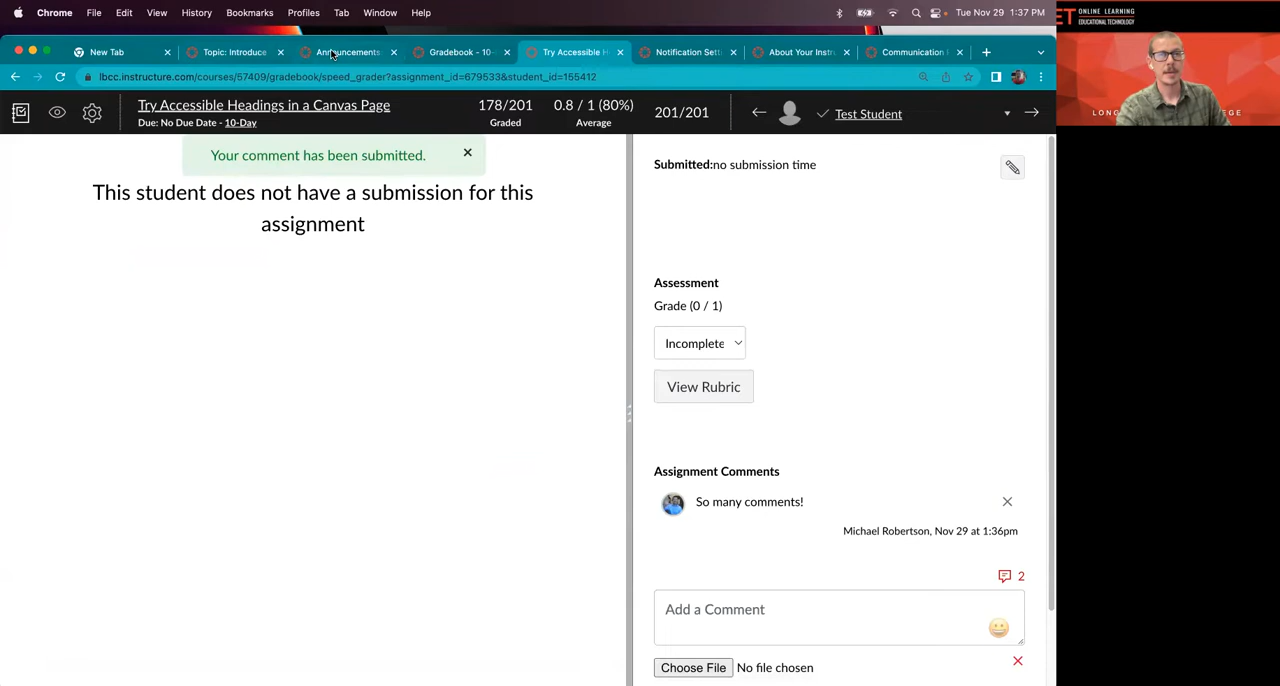 Chrome File Edit View History Bookmarks Profiles Tab Window Help Tue Nov 29 1:37 PM
ONLINE LEARNING
EDUCATIONAL TECHNOLOGY
New Tab Topic: Introduce Announcements Gradebook - 10- Try Accessible H Notification Sett About Your Instru Communication
lbcc.instructure.com/courses/57409/gradebook/speed_grader?assignment_id=679533&student_id=155412
Try Accessible Headings in a Canvas Page
Due: No Due Date - 10-Day
178/201
Graded
0.8 / 1 (80%)
Average
201/201
Test Student
Your comment has been submitted.
This student does not have a submission for this
assignment
Submitted:no submission time
Assessment
Grade (0 / 1)
Incomplete
View Rubric
Assignment Comments
So many comments!
Michael Robertson, Nov 29 at 1:36pm
2
Add a Comment
Choose File No file chosen